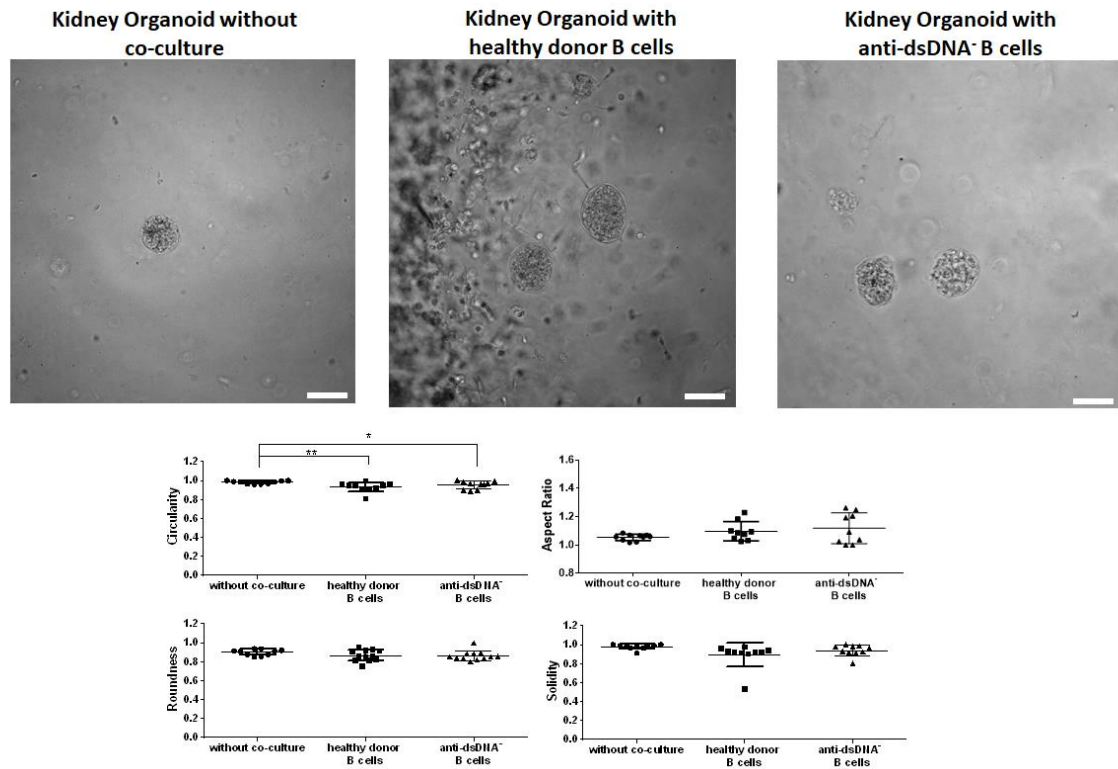 Kidney Organoid without
co-culture
Kidney Organoid with
healthy donor B cells
Kidney Organoid with
anti-dsDNA⁻ B cells
*
**
Circularity
1.2
1.0
0.8
0.6
0.4
0.2
0.0
without co-culture
healthy donor
B cells
anti-dsDNA⁻
B cells
Aspect Ratio
1.6
1.4
1.2
1.0
0.8
without co-culture
healthy donor
B cells
anti-dsDNA⁻
B cells
Roundness
1.2
1.0
0.8
0.6
0.4
0.2
0.0
without co-culture
healthy donor
B cells
anti-dsDNA⁻
B cells
Solidity
1.2
1.0
0.8
0.6
0.4
0.2
0.0
without co-culture
healthy donor
B cells
anti-dsDNA⁻
B cells